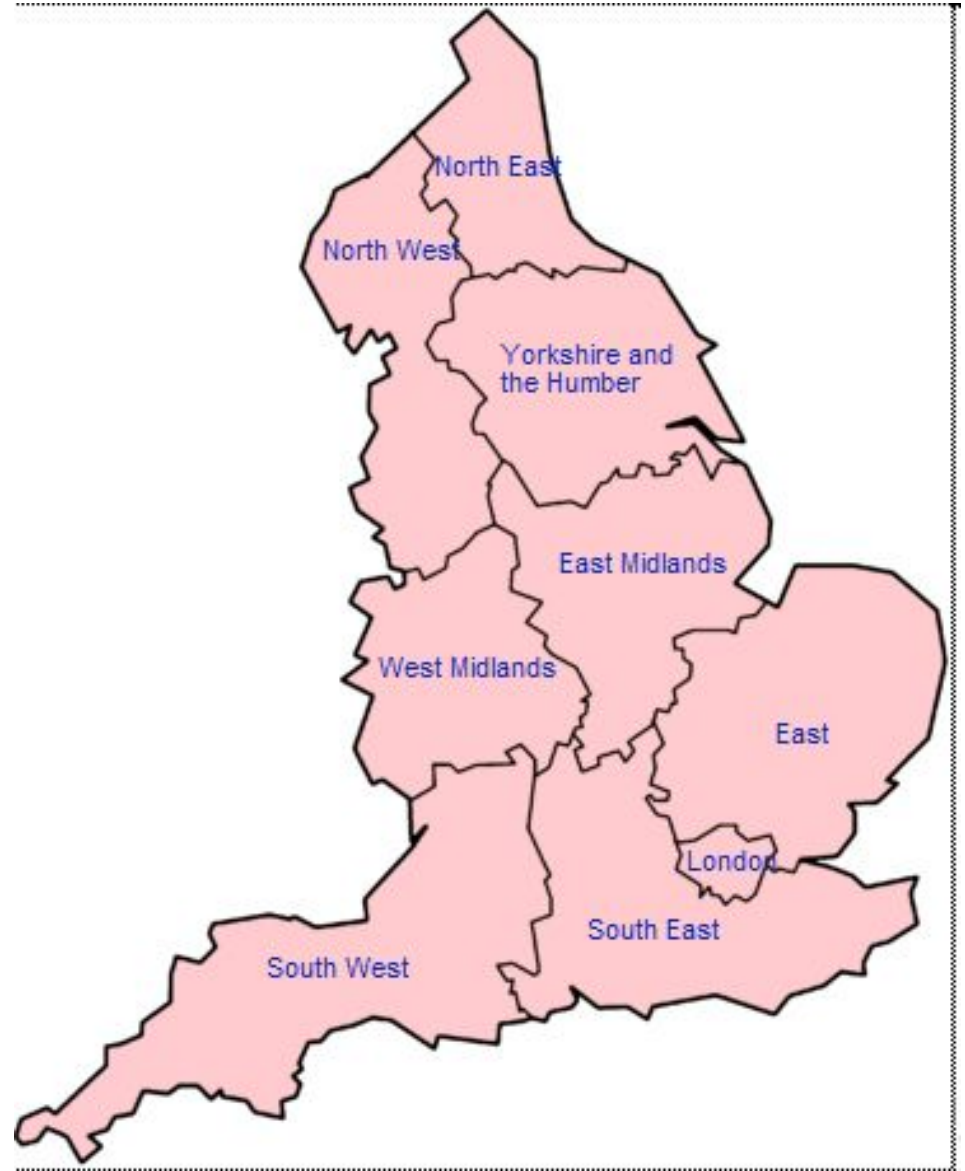 North East
North West
Yorkshire and
the Humber
East Midlands
West Midlands
East
London
South East
South West